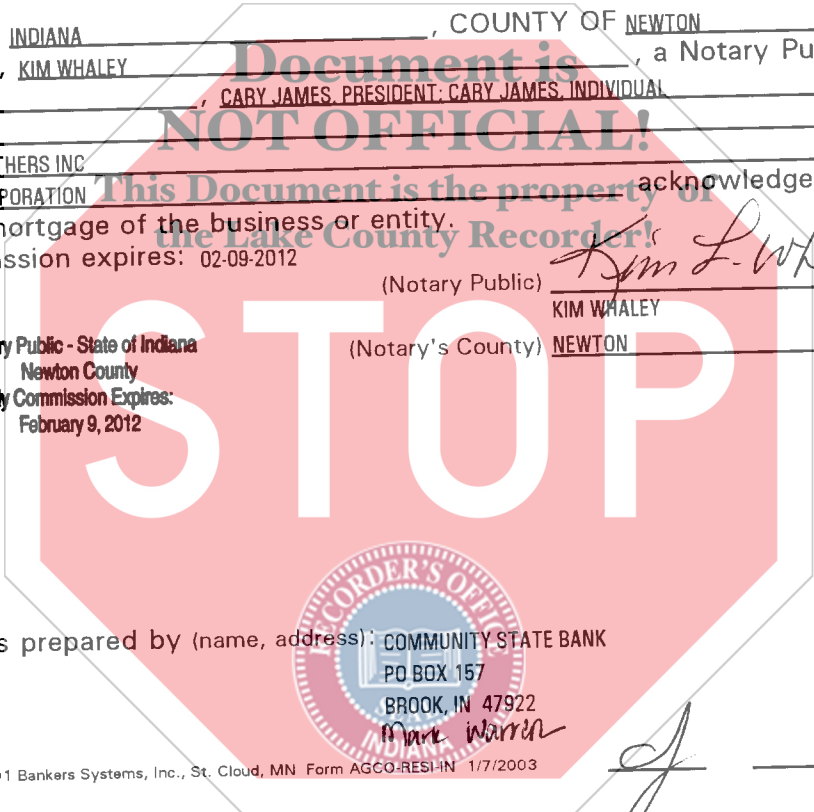 INDIANA , COUNTY OF NEWTON
, KIM WHALEY , a Notary Pu
Document is
, CARY JAMES, PRESIDENT; CARY JAMES, INDIVIDUAL
NOT OFFICIAL!
THERS INC
PORATION acknowledge
This Document is the property of
mortgage of the business or entity.
the Lake County Recorder!
ssion expires: 02-09-2012
(Notary Public) Kim L. Wh
KIM WHALEY
(Notary's County) NEWTON
ry Public - State of Indiana
Newton County
y Commission Expires:
February 9, 2012
STOP
RECORDER'S OFFICE
s prepared by (name, address): COMMUNITY STATE BANK
PO BOX 157
BROOK, IN 47922
SEAL
Mark Warren
INDIANA
1 Bankers Systems, Inc., St. Cloud, MN Form AGCO-RESI-IN 1/7/2003